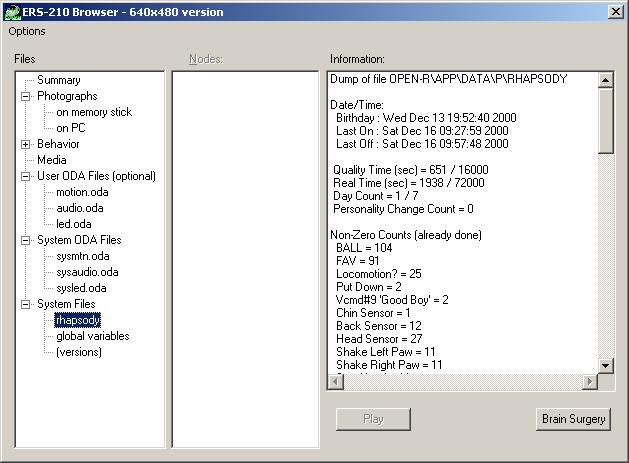 ERS-210 Browser - 640x480 version
Options
Files
Summary
Photographs
on memory stick
on PC
Behavior
Media
User ODA Files (optional)
motion.oda
audio.oda
led.oda
System ODA Files
sysmtn.oda
sysaudio.oda
sysled.oda
System Files
rhapsody
global variables
(versions)
Nodes:
Information:
Dump of file OPEN-R\APP\DATA\P\RHAPSODY
Date/Time:
Birthday : Wed Dec 13 19:52:40 2000
Last On : Sat Dec 16 09:27:59 2000
Last Off : Sat Dec 16 09:57:48 2000
Quality Time (sec) = 651 / 16000
Real Time (sec) = 1938 / 72000
Day Count = 1 / 7
Personality Change Count = 0
Non-Zero Counts (already done)
BALL = 104
FAV = 91
Locomotion? = 25
Put Down = 2
Vcmd#9 'Good Boy' = 2
Chin Sensor = 1
Back Sensor = 12
Head Sensor = 27
Shake Left Paw = 11
Shake Right Paw = 11
Play
Brain Surgery